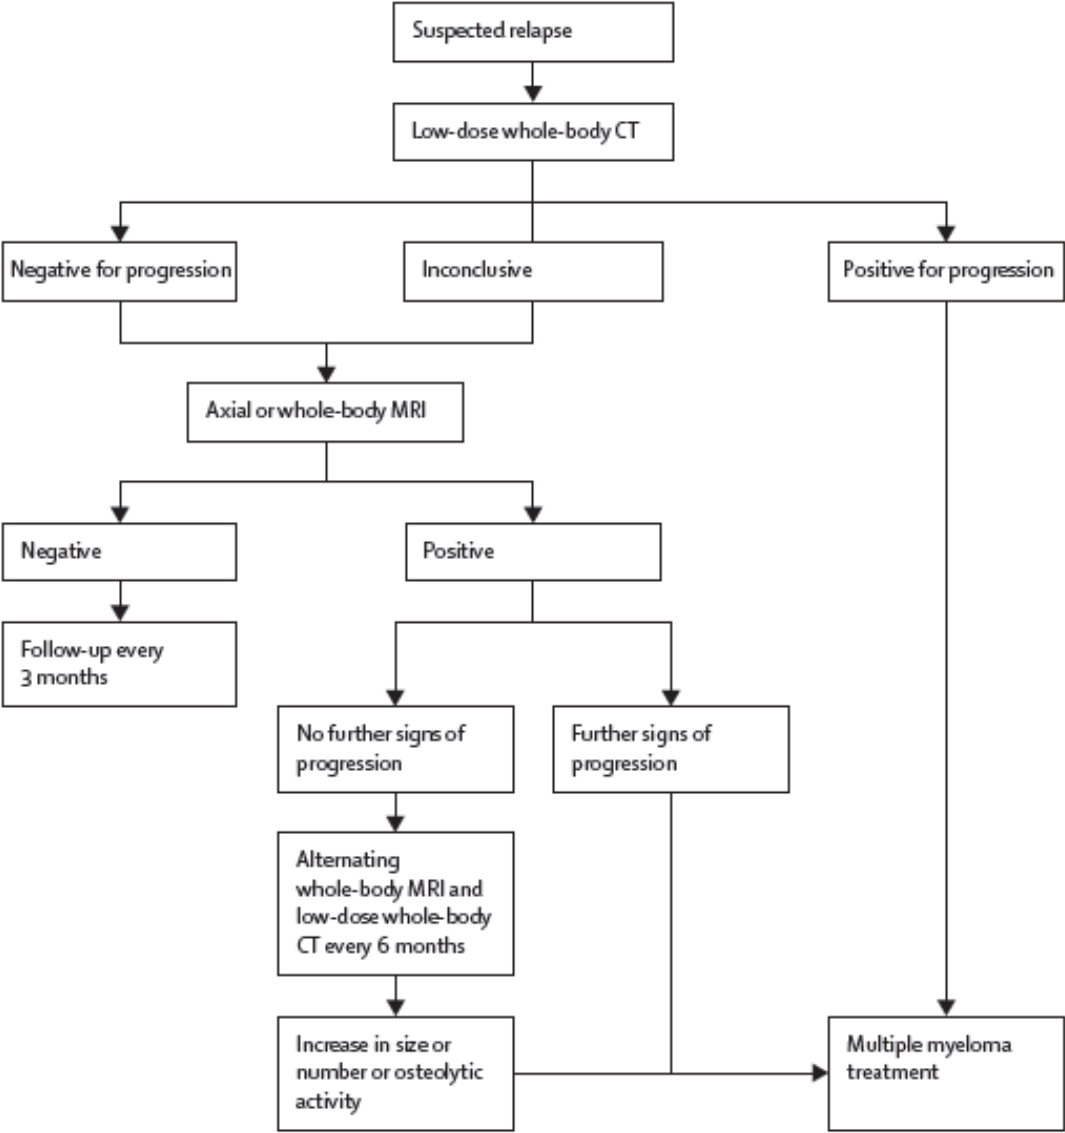 Suspected relapse
Low-dose whole-body CT
Negative for progression
Inconclusive
Positive for progression
Axial or whole-body MRI
Negative
Positive
Follow-up every
3 months
No further signs of
progression
Further signs of
progression
Alternating
whole-body MRI and
low-dose whole-body
CT every 6 months
Increase in size or
number or osteolytic
activity
Multiple myeloma
treatment